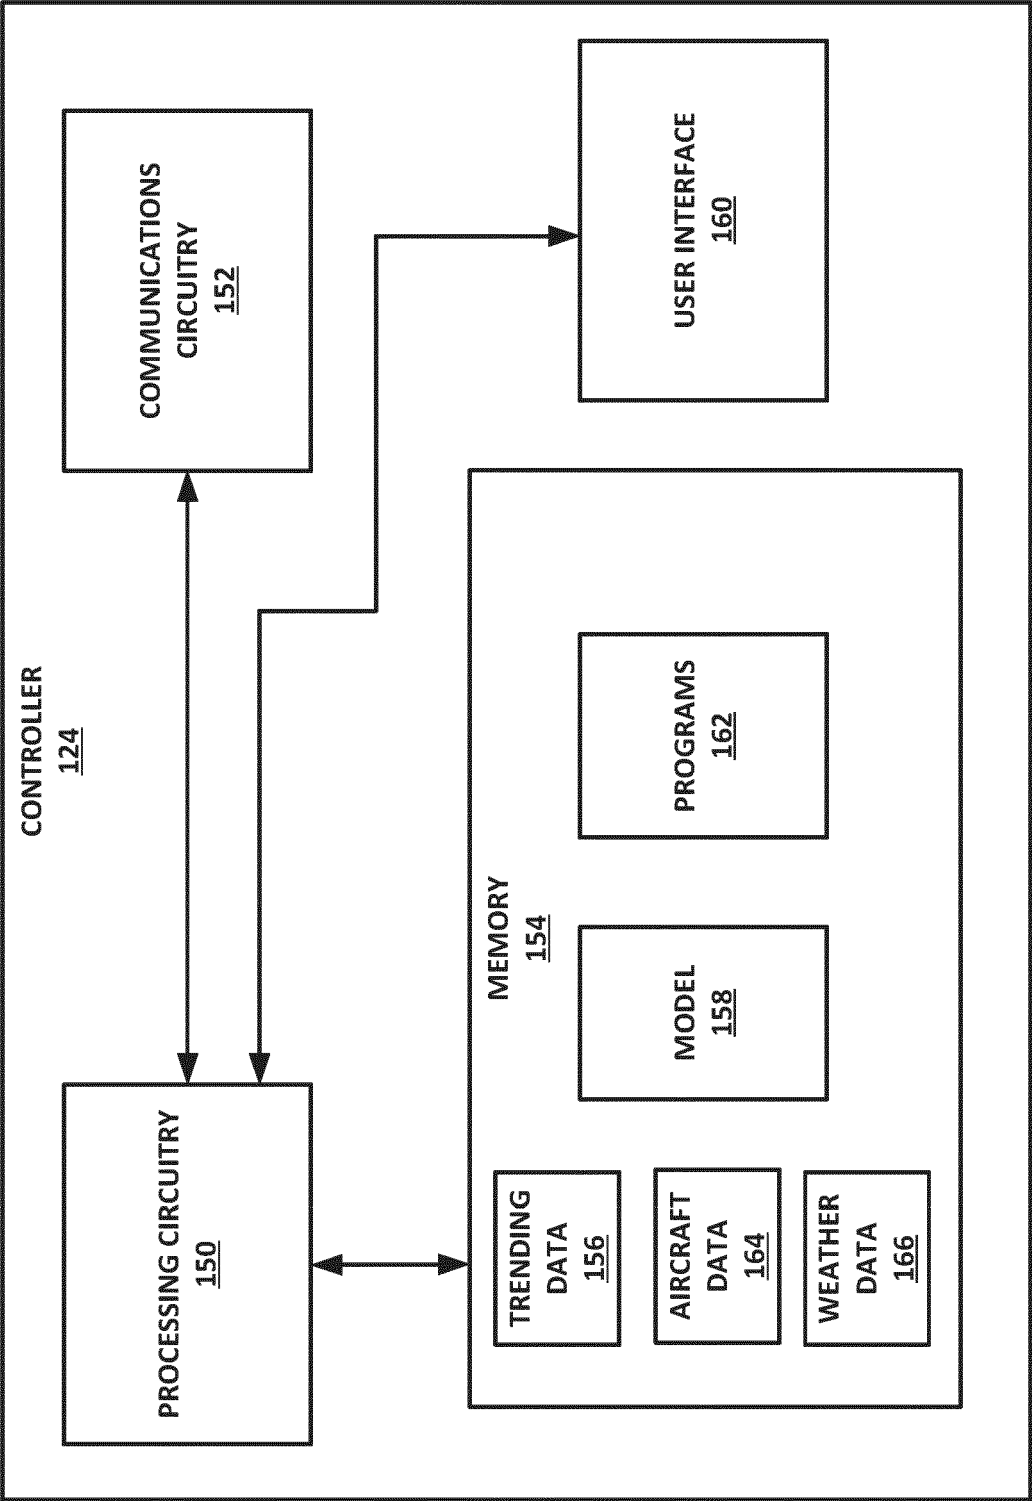 CONTROLLER
124
PROCESSING CIRCUITRY
150
COMMUNICATIONS
CIRCUITRY
152
MEMORY
154
TRENDING
DATA
156
AIRCRAFT
DATA
164
WEATHER
DATA
166
MODEL
158
PROGRAMS
162
USER INTERFACE
160